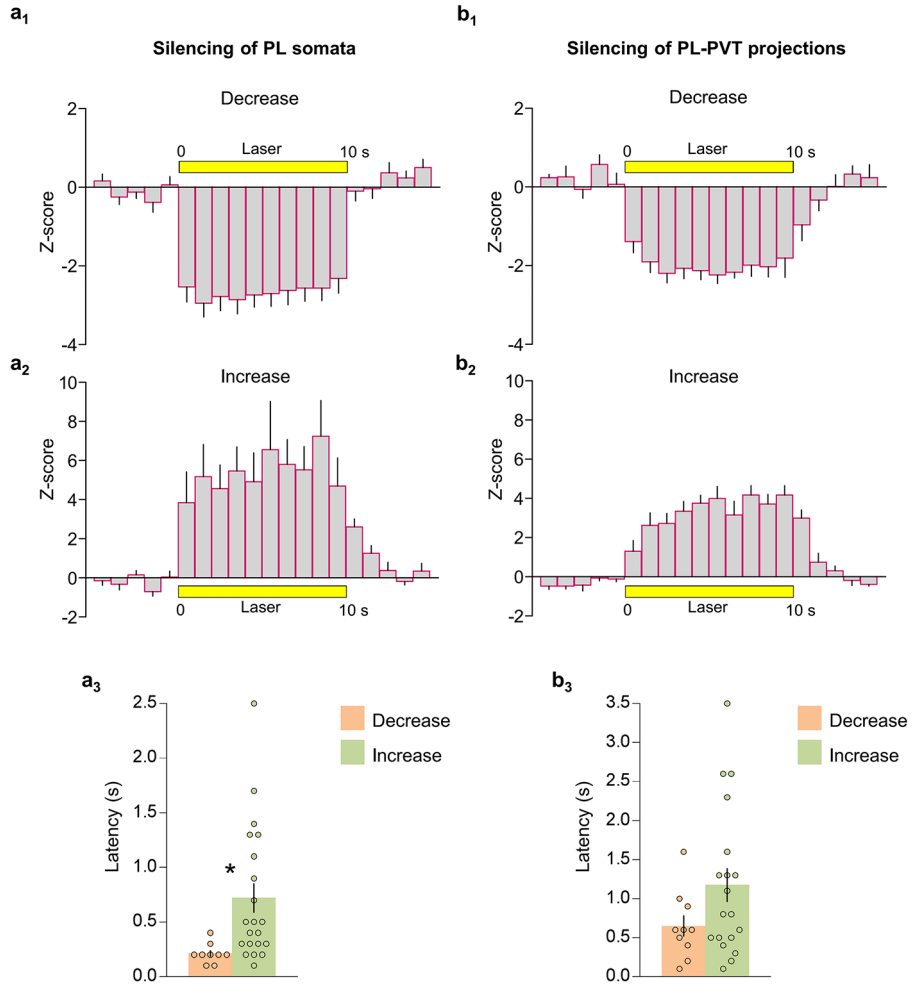 a1
Silencing of PL somata
Decrease
2
0
-2
-4
Z-score
0 Laser 10 s
b1
Silencing of PL-PVT projections
Decrease
2
0
-2
-4
Z-score
0 Laser 10 s
a2
Increase
10
8
6
4
2
0
-2
Z-score
0 Laser 10 s
b2
Increase
10
8
6
4
2
0
-2
Z-score
0 Laser 10 s
a3
2.5
2.0
1.5
1.0
0.5
0.0
Latency (s)
*
Decrease
Increase
b3
3.5
3.0
2.5
2.0
1.5
1.0
0.5
0.0
Latency (s)
Decrease
Increase